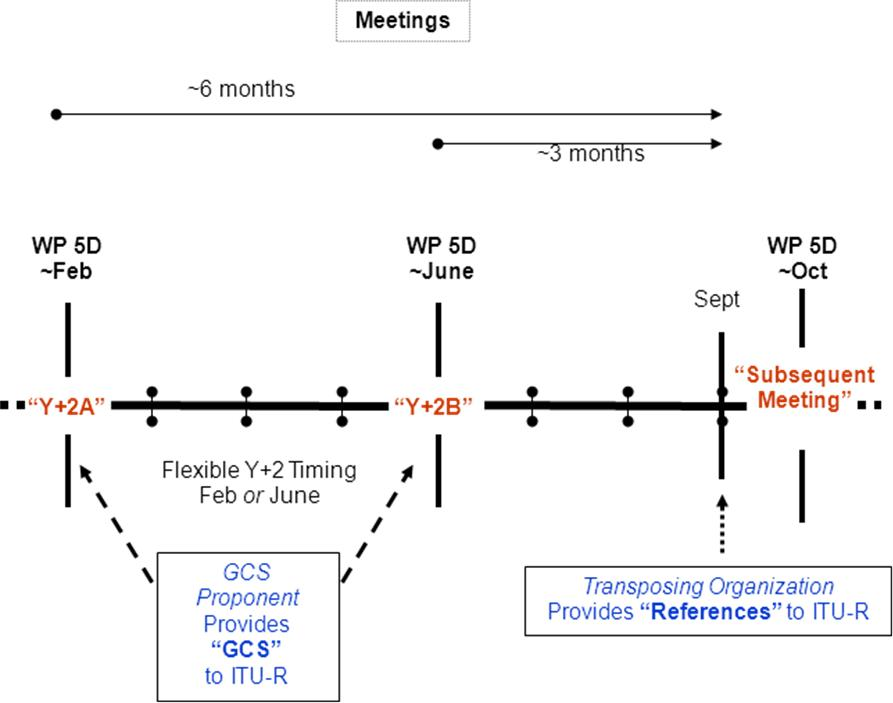 Meetings
~6 months
~3 months
WP 5D
~Feb
WP 5D
~June
WP 5D
~Oct
Sept
“Y+2A”
“Y+2B”
“Subsequent
Meeting”
Flexible Y+2 Timing
Feb or June
GCS
Proponent
Provides
“GCS”
to ITU-R
Transposing Organization
Provides “References” to ITU-R